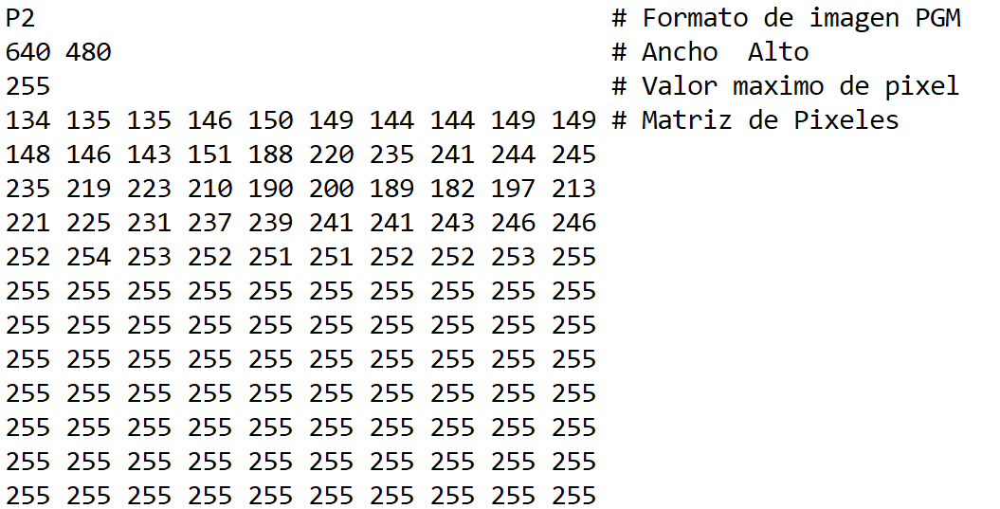 P2 # Formato de imagen PGM
640 480 # Ancho  Alto
255 # Valor maximo de pixel
134 135 135 146 150 149 144 144 149 149 # Matriz de Pixeles
148 146 143 151 188 220 235 241 244 245
235 219 223 210 190 200 189 182 197 213
221 225 231 237 239 241 241 243 246 246
252 254 253 252 251 251 252 252 253 255
255 255 255 255 255 255 255 255 255 255
255 255 255 255 255 255 255 255 255 255
255 255 255 255 255 255 255 255 255 255
255 255 255 255 255 255 255 255 255 255
255 255 255 255 255 255 255 255 255 255
255 255 255 255 255 255 255 255 255 255
255 255 255 255 255 255 255 255 255 255